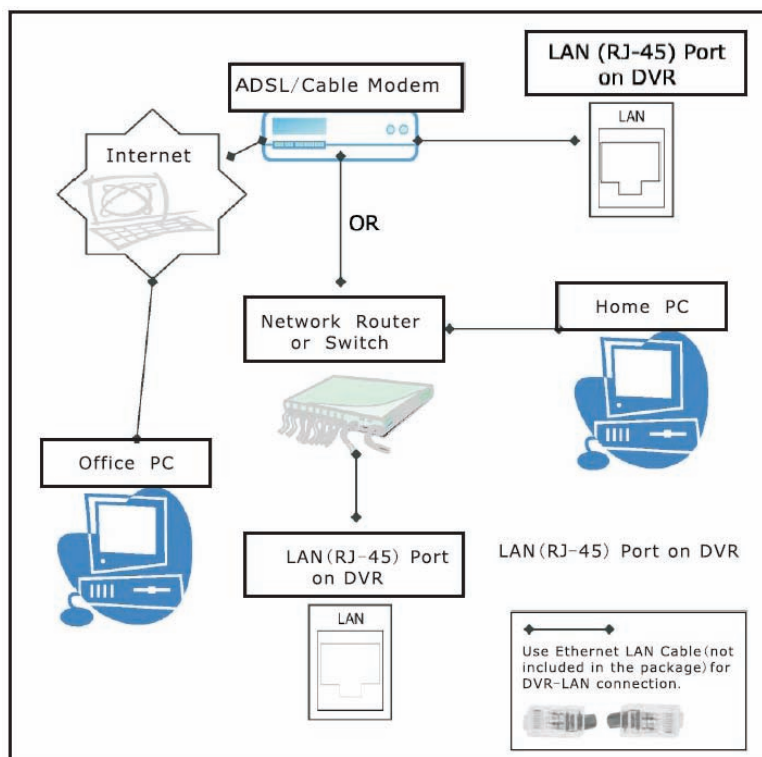 ADSL/Cable Modem
LAN (RJ-45) Port
on DVR
LAN
Internet
OR
Network Router
or Switch
Home PC
Office PC
LAN(RJ-45) Port
on DVR
LAN
LAN(RJ-45) Port on DVR
Use Ethernet LAN Cable(not
included in the package)for
DVR-LAN connection.